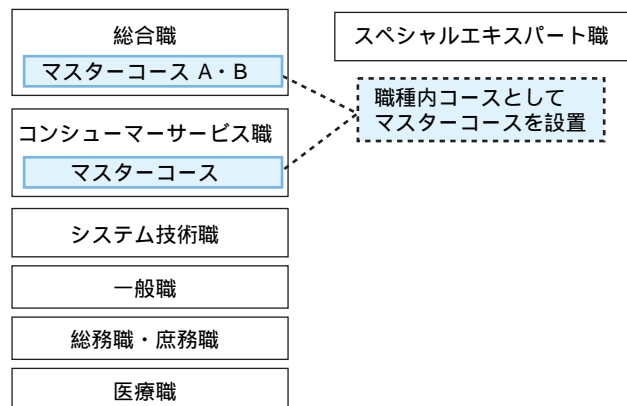 総合職
マスターコース A・B
コンシューマーサービス職
マスターコース
システム技術職
一般職
総務職・庶務職
医療職
スペシャルエキスパート職
職種内コースとして
マスターコースを設置